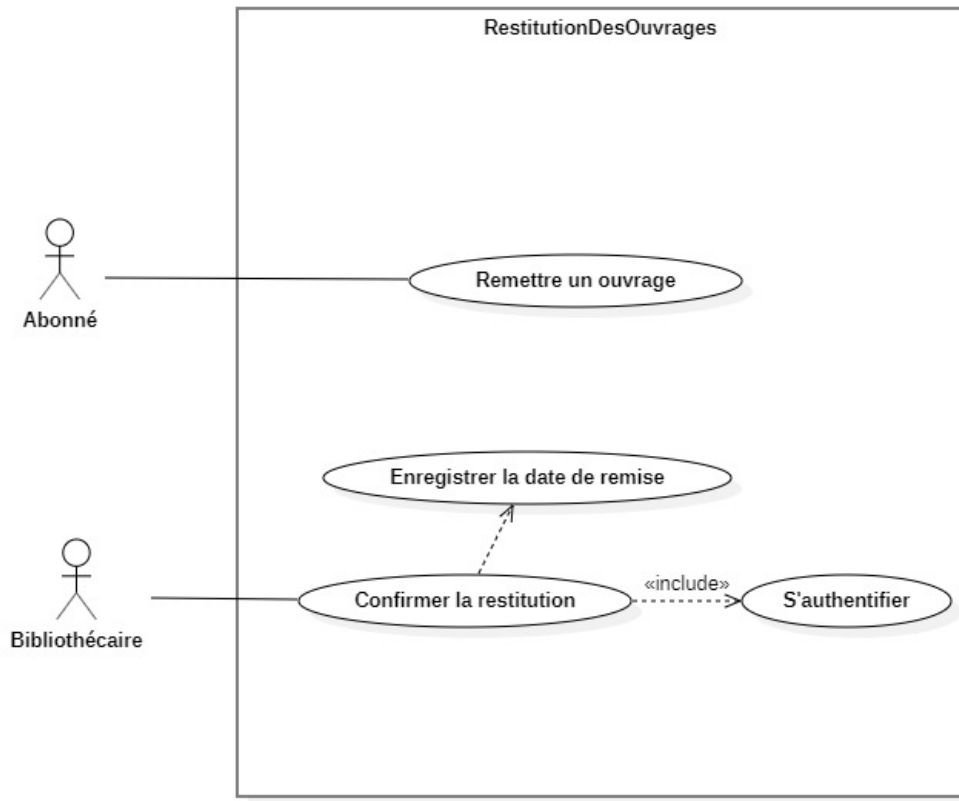 RestitutionDesOuvrages
Remettre un ouvrage
Abonné
Enregistrer la date de remise
«include»
Confirmer la restitution
S'authentifier
Bibliothécaire